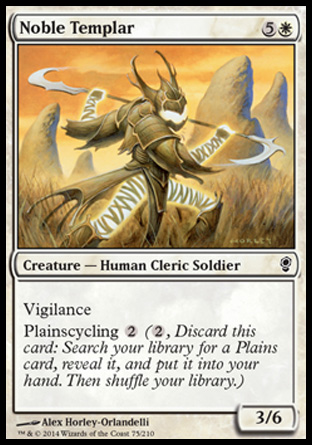 Noble Templar 5
HORLEY
Creature — Human Cleric Soldier
Vigilance
Plainscycling 2 (2, Discard this
card: Search your library for a Plains
card, reveal it, and put it into your
hand. Then shuffle your library.)
3/6
Alex Horley-Orlandelli
™ & © 2014 Wizards of the Coast 75/210